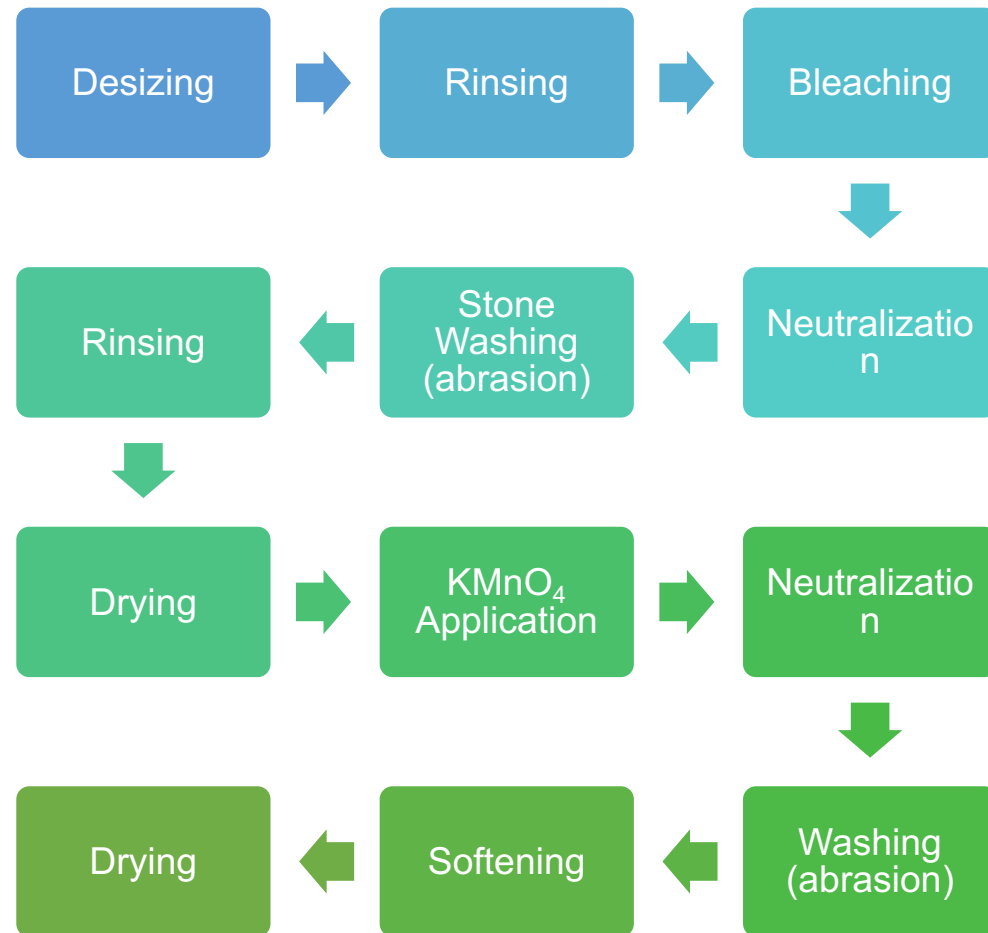 Desizing
Rinsing
Bleaching
Neutralizatio
n
Stone
Washing
(abrasion)
Rinsing
Drying
KMnO₄
Application
Neutralizatio
n
Washing
(abrasion)
Softening
Drying